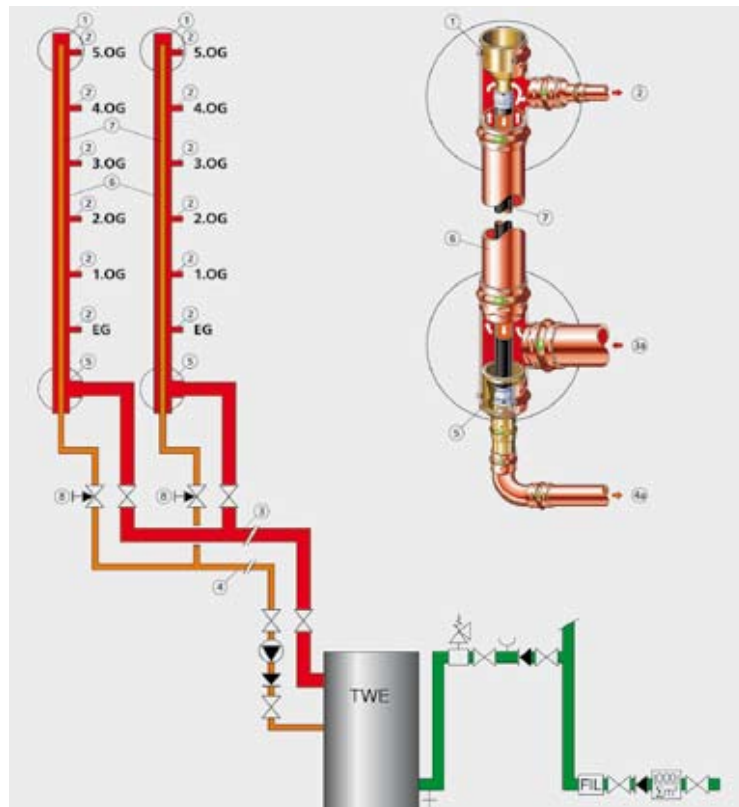 1 1 1
2 5.OG 2 5.OG
2
2 4.OG 2 4.OG
7 7
2 3.OG 2 3.OG
6 6
2 2.OG 2 2.OG
2 1.OG 2 1.OG
2 EG 2 EG
3a
5 5 5
8 8 4a
3
4
TWE
FIL
000
Σm³